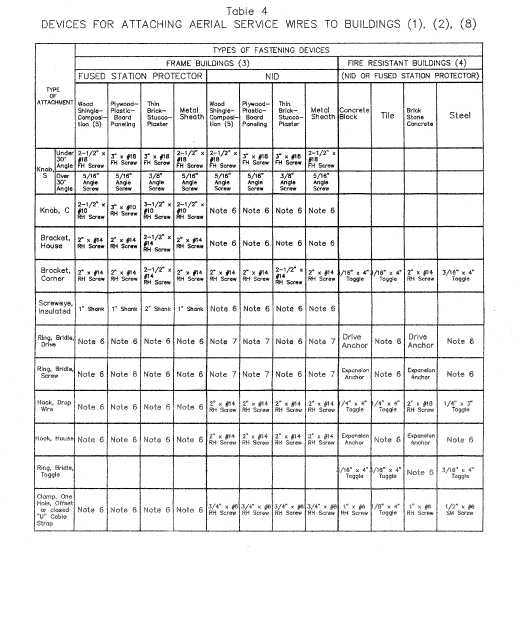 Table 4
DEVICES FOR ATTACHING AERIAL SERVICE WIRES TO BUILDINGS (1), (2), (8)
TYPES OF FASTENING DEVICES
FRAME BUILDINGS (3) FIRE RESISTANT BUILDINGS (4)
FUSED STATION PROTECTOR NID (NID OR FUSED STATION PROTECTOR)
TYPE OF ATTACHMENT Wood Shingle- Composition (5) Plywood- Plastic- Board Paneling Thin Brick- Stucco- Plaster Metal Sheath Wood Shingle- Composition (5) Plywood- Plastic- Board Paneling Thin Brick- Stucco- Plaster Metal Sheath Concrete Block Tile Brick Stone Concrete Steel
Knob, S Under 30° Angle 2-1/2" x #18 FH Screw 3" x #18 FH Screw 3" x #18 FH Screw 2-1/2" x #18 FH Screw 2-1/2" x #18 FH Screw 3" x #18 FH Screw 3" x #18 FH Screw 2-1/2" x #18 FH Screw
Over 30° Angle 5/16" Angle Screw 5/16" Angle Screw 3/8" Angle Screw 5/16" Angle Screw 5/16" Angle Screw 5/16" Angle Screw 3/8" Angle Screw 5/16" Angle Screw
Knob, C 2-1/2" x #10 RH Screw 3" x #10 RH Screw 3-1/2" x #10 RH Screw 2-1/2" x #10 RH Screw Note 6 Note 6 Note 6 Note 6
Bracket, House 2" x #14 RH Screw 2" x #14 RH Screw 2-1/2" x #14 RH Screw 2" x #14 RH Screw Note 6 Note 6 Note 6 Note 6
Bracket, Corner 2" x #14 RH Screw 2" x #14 RH Screw 2-1/2" x #14 RH Screw 2" x #14 RH Screw 2" x #14 RH Screw 2" x #14 RH Screw 2-1/2" x #14 RH Screw 2" x #14 RH Screw 3/16" x 4" Toggle 3/16" x 4" Toggle 2" x #14 RH Screw 3/16" x 4" Toggle
Screweye, Insulated 1" Shank 1" Shank 2" Shank 1" Shank Note 6 Note 6 Note 6 Note 6
Ring, Bridle, Drive Note 6 Note 6 Note 6 Note 6 Note 7 Note 7 Note 6 Note 7 Drive Anchor Note 6 Drive Anchor Note 6
Ring, Bridle, Screw Note 6 Note 6 Note 6 Note 6 Note 7 Note 7 Note 6 Note 7 Expansion Anchor Note 6 Expansion Anchor Note 6
Hook, Drop Wire Note 6 Note 6 Note 6 Note 6 2" x #14 RH Screw 2" x #14 RH Screw 2" x #14 RH Screw 2" x #14 RH Screw 1/4" x 4" Toggle 1/4" x 4" Toggle 2" x #18 RH Screw 1/4" x 3" Toggle
Hook, House Note 6 Note 6 Note 6 Note 6 2" x #14 RH Screw 2" x #14 RH Screw 2" x #14 RH Screw 2" x #14 RH Screw Expansion Anchor Note 6 Expansion Anchor Note 6
Ring, Bridle, Toggle 3/16" x 4" Toggle 3/16" x 4" Toggle Note 6 3/16" x 4" Toggle
Clamp, One Hole, Offset or closed "U" Cable Strap Note 6 Note 6 Note 6 Note 6 3/4" x #6 RH Screw 3/4" x #6 RH Screw 3/4" x #6 RH Screw 3/4" x #6 RH Screw 1" x #8 RH Screw 1/8" x 4" Toggle 1" x #8 RH Screw 1/2" x #6 SM Screw